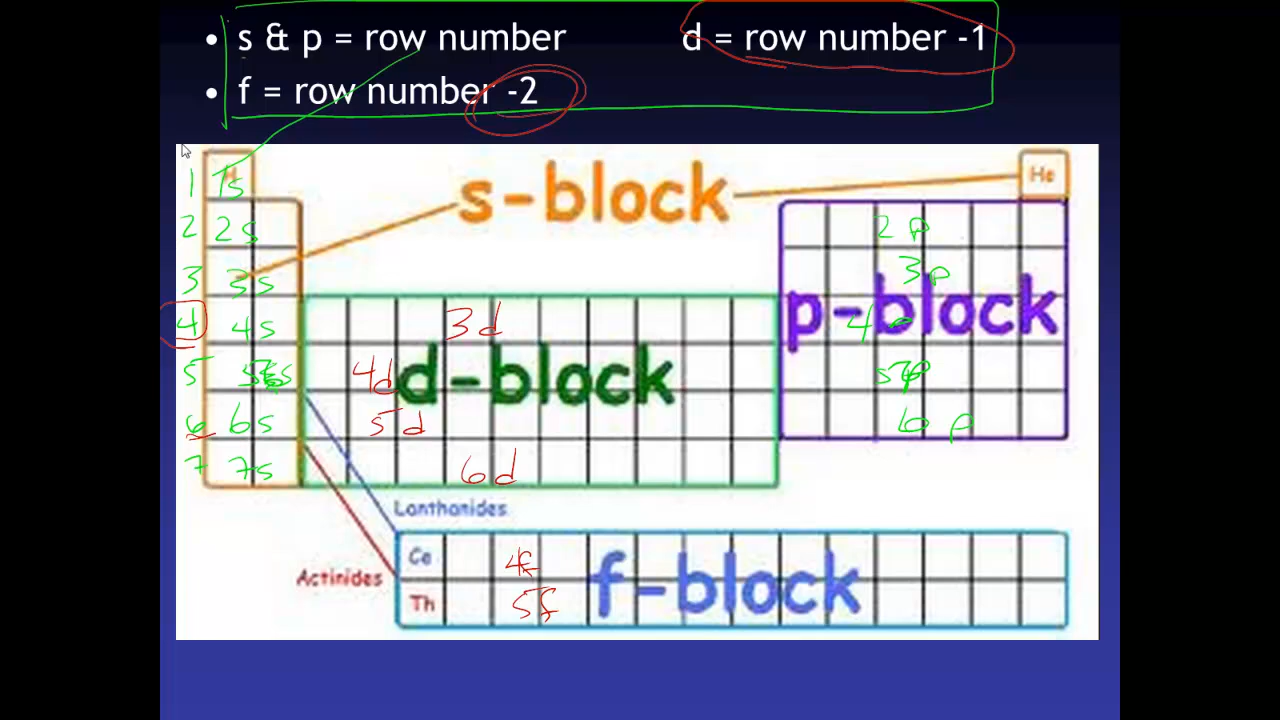 • s & p = row number d = row number -1
• f = row number -2
1 1s He
s-block
2 2s 2p
3 3s 3p
p-block
4 4s 3d 4p
5 5s 4d 5p
d-block
6 6s 5d 6p
7 7s 6d
Lanthanides
Ce 4f
f-block
Actinides
Th 5f